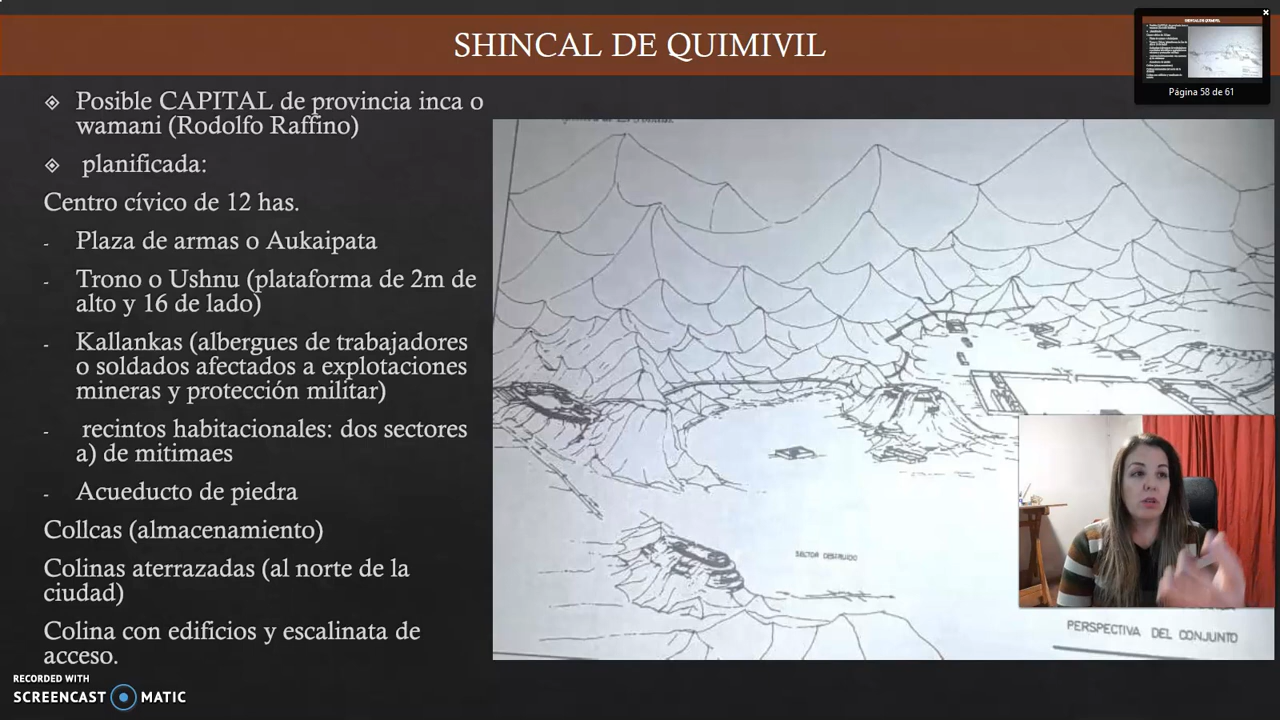 SHINCAL DE QUIMIVIL
Página 58 de 61
Posible CAPITAL de provincia inca o
wamani (Rodolfo Raffino)
planificada:
Centro cívico de 12 has.
- Plaza de armas o Aukaipata
- Trono o Ushnu (plataforma de 2m de
alto y 16 de lado)
- Kallankas (albergues de trabajadores
o soldados afectados a explotaciones
mineras y protección militar)
- recintos habitacionales: dos sectores
a) de mitimaes
- Acueducto de piedra
Collcas (almacenamiento)
Colinas aterrazadas (al norte de la
ciudad)
Colina con edificios y escalinata de
acceso.
SECTOR DESTRUIDO
PERSPECTIVA DEL CONJUNTO
RECORDED WITH
SCREENCAST MATIC